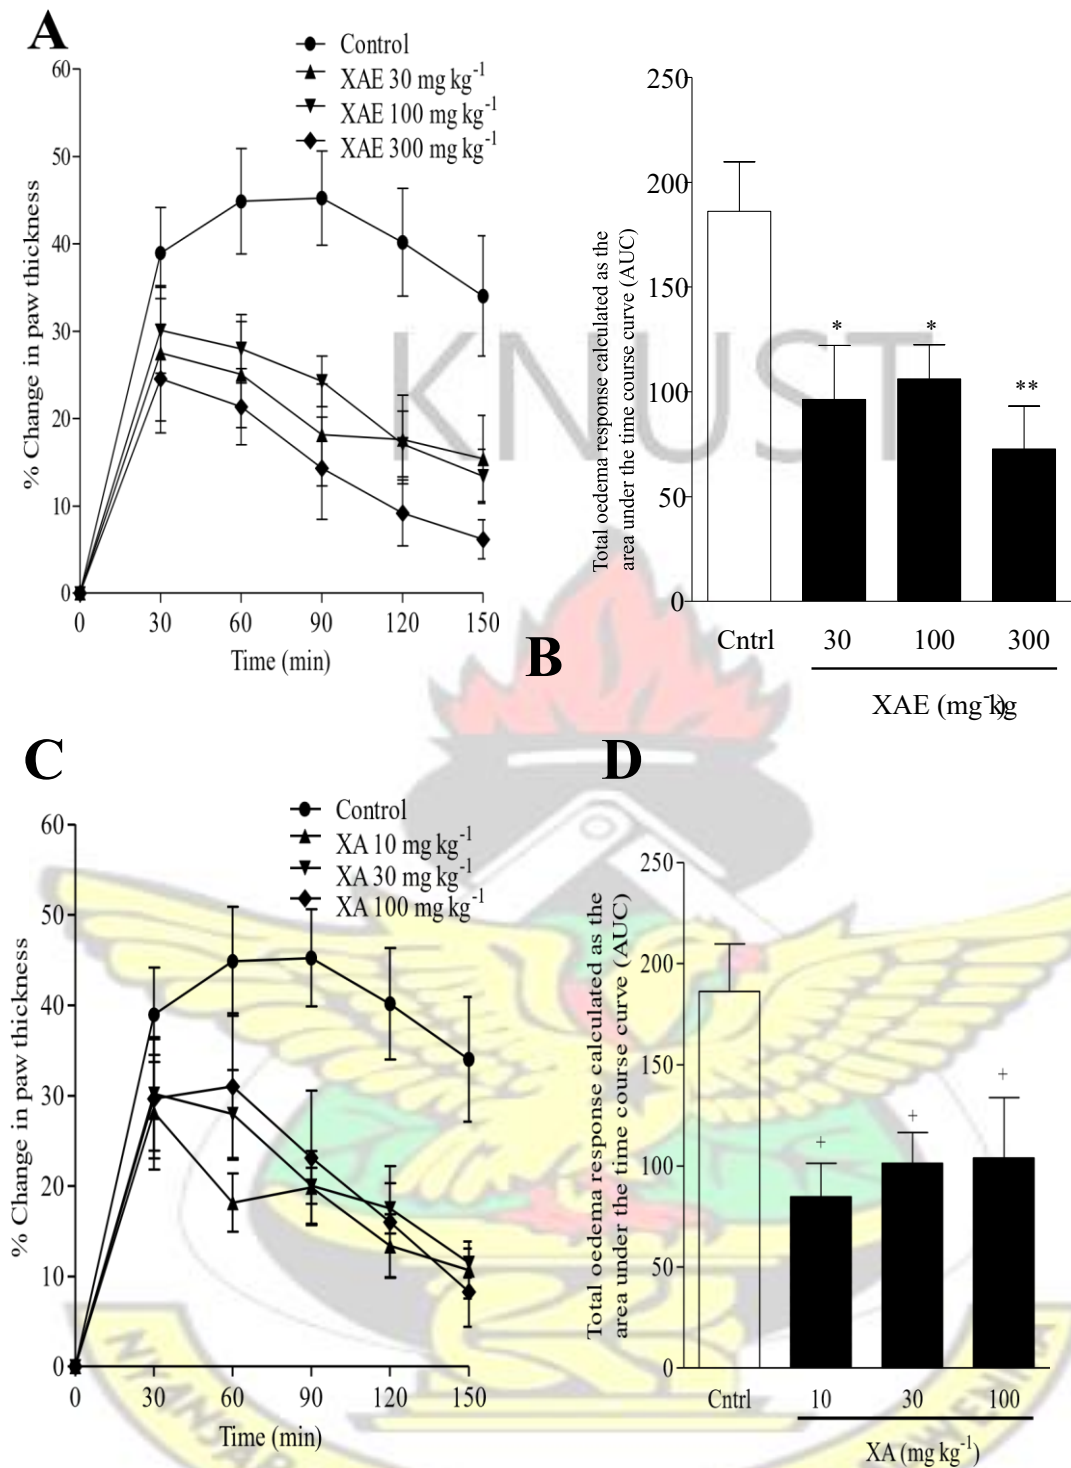 A
Control
XAE 30 mg kg-1
XAE 100 mg kg-1
XAE 300 mg kg-1
60
50
40
30
20
10
0
% Change in paw thickness
0 30 60 90 120 150
Time (min)
B
250
200
150
100
50
0
Total oedema response calculated as the
area under the time course curve (AUC)
* * **
Cntrl 30 100 300
XAE (mg-kg)
KNUST
C
Control
XA 10 mg kg-1
XA 30 mg kg-1
XA 100 mg kg-1
60
50
40
30
20
10
0
% Change in paw thickness
0 30 60 90 120 150
Time (min)
D
250
200
150
100
50
0
Total oedema response calculated as the
area under the time course curve (AUC)
+ + +
Cntrl 10 30 100
XA (mg kg-1)
NYANSAP
WENMA